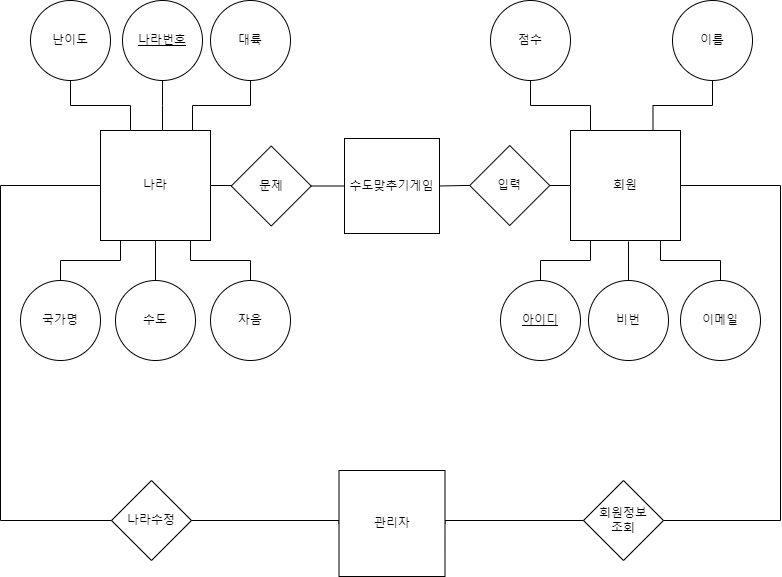 난이도
나라번호
대륙
점수
이름
나라
문제
수도맞추기게임
입력
회원
국가명
수도
자음
아이디
비번
이메일
나라수정
관리자
회원정보
조회